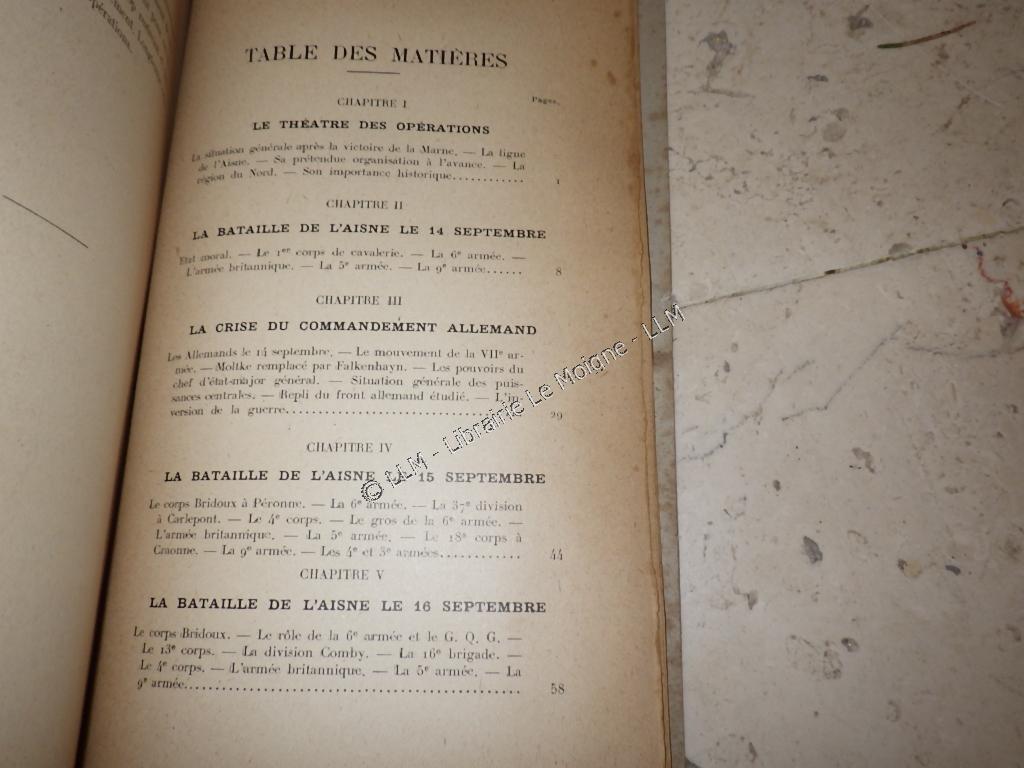 pérations.
TABLE DES MATIÈRES
Pages.
CHAPITRE I
LE THÉATRE DES OPÉRATIONS
La situation générale après la victoire de la Marne. — La ligne
de l'Aisne. — Sa prétendue organisation à l'avance. — La
région du Nord. — Son importance historique............ 1
CHAPITRE II
LA BATAILLE DE L'AISNE LE 14 SEPTEMBRE
État moral. — Le 1er corps de cavalerie. — La 6e armée. —
L'armée britannique. — La 5e armée. — La 9e armée...... 8
CHAPITRE III
LA CRISE DU COMMANDEMENT ALLEMAND
Les Allemands le 14 septembre. — Le mouvement de la VIIe ar-
mée. — Moltke remplacé par Falkenhayn. — Les pouvoirs du
chef d'état-major général. — Situation générale des puis-
sances centrales. — Repli du front allemand étudié. — L'in-
version de la guerre........................................ 29
CHAPITRE IV
LA BATAILLE DE L'AISNE LE 15 SEPTEMBRE
Le corps Bridoux à Péronne. — La 6e armée. — La 37e division
à Carlepont. — Le 4e corps. — Le gros de la 6e armée. —
L'armée britannique. — La 5e armée. — Le 18e corps à
Craonne. — La 9e armée. — Les 4e et 3e armées............ 44
CHAPITRE V
LA BATAILLE DE L'AISNE LE 16 SEPTEMBRE
Le corps Bridoux. — Le rôle de la 6e armée et le G. Q. G. —
Le 13e corps. — La division Comby. — La 16e brigade. —
Le 4e corps. — L'armée britannique. — La 5e armée. — La
9e armée.................................................... 58
© LLM - Librairie Le Moigne - LLM